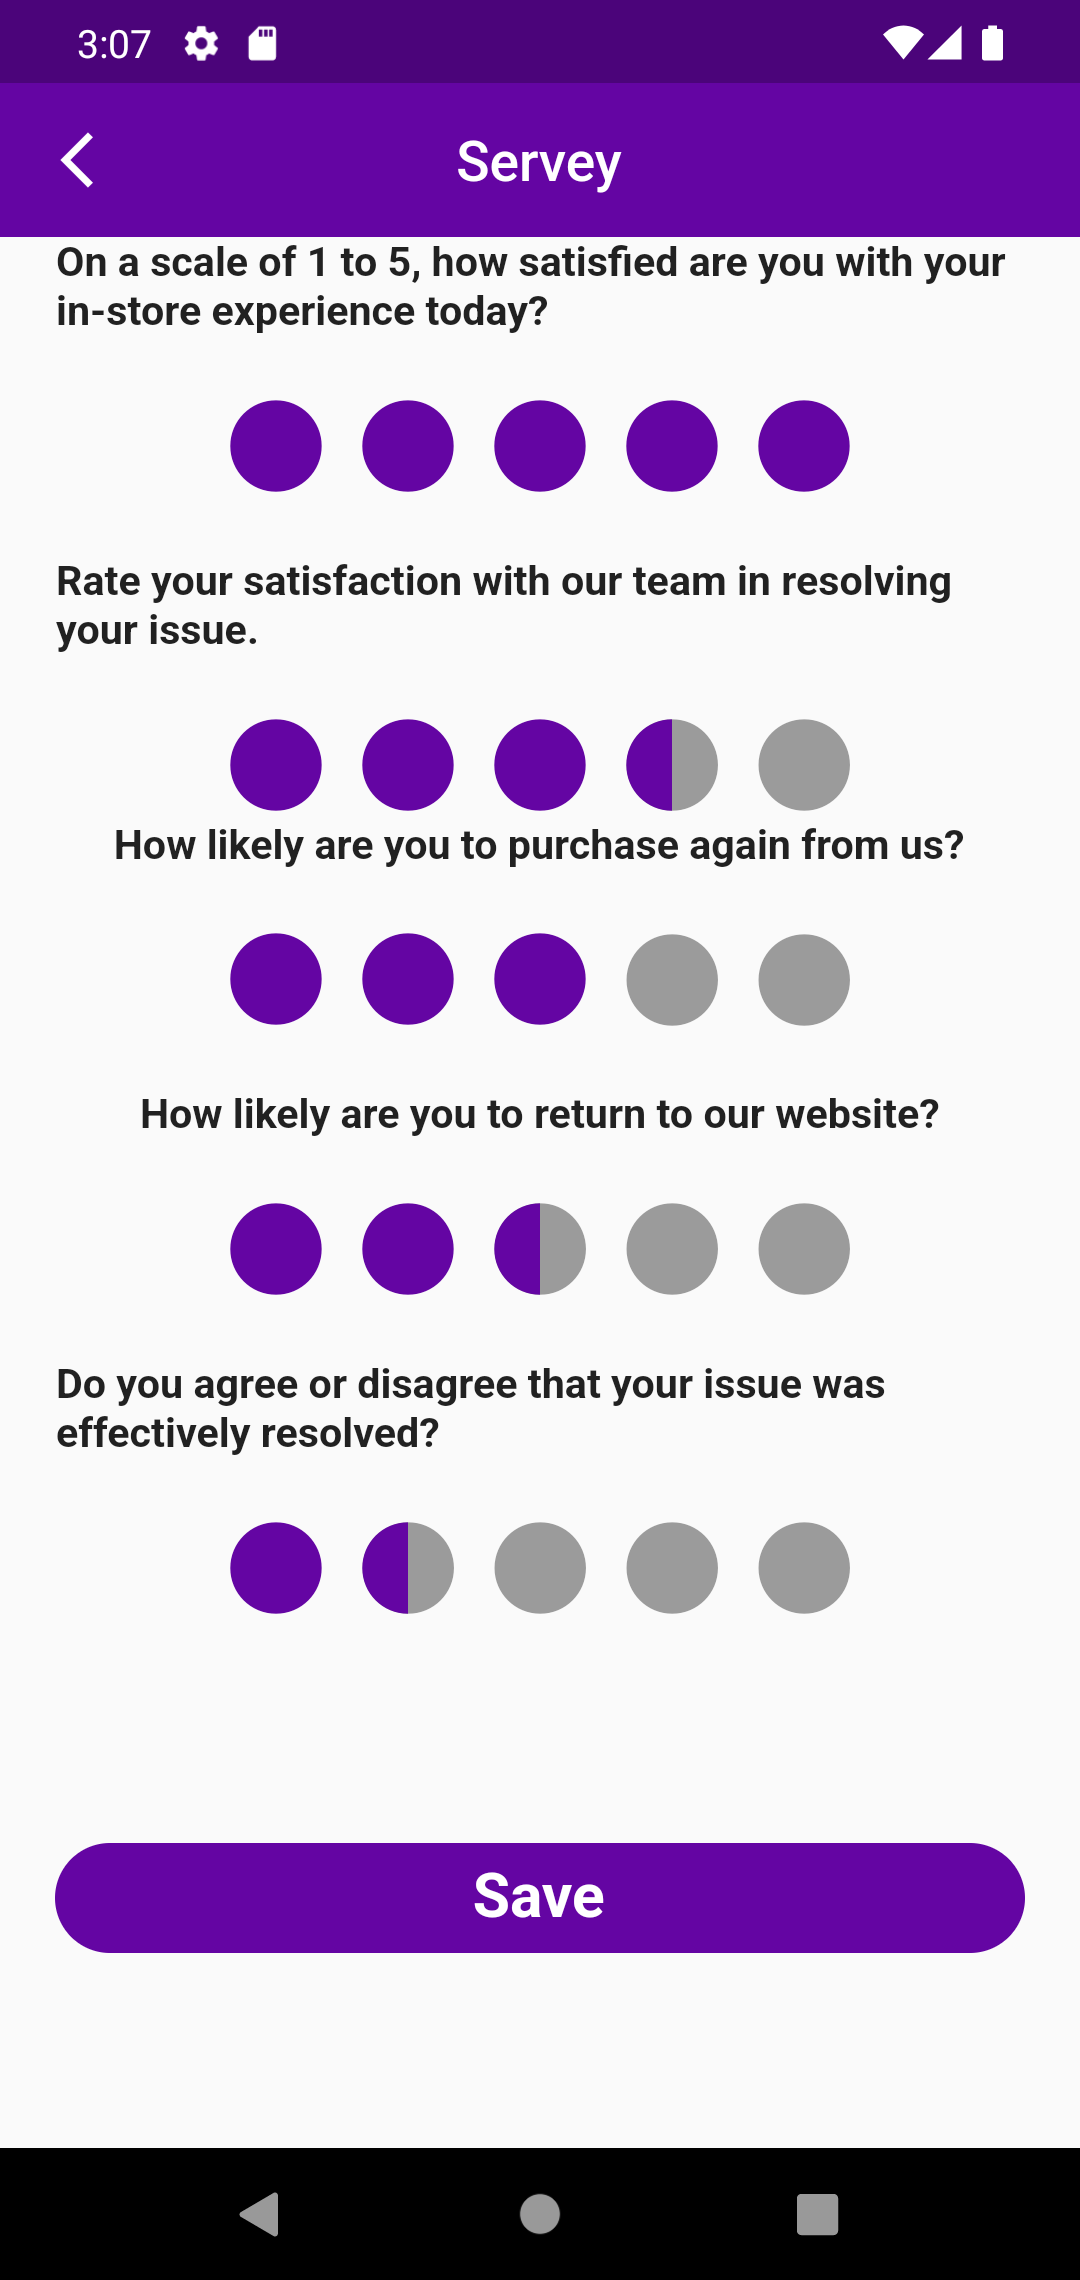 3:07
Servey
On a scale of 1 to 5, how satisfied are you with your
in-store experience today?
Rate your satisfaction with our team in resolving
your issue.
How likely are you to purchase again from us?
How likely are you to return to our website?
Do you agree or disagree that your issue was
effectively resolved?
Save